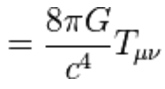 = \frac{8\pi G}{c^4} T_{\mu\nu}